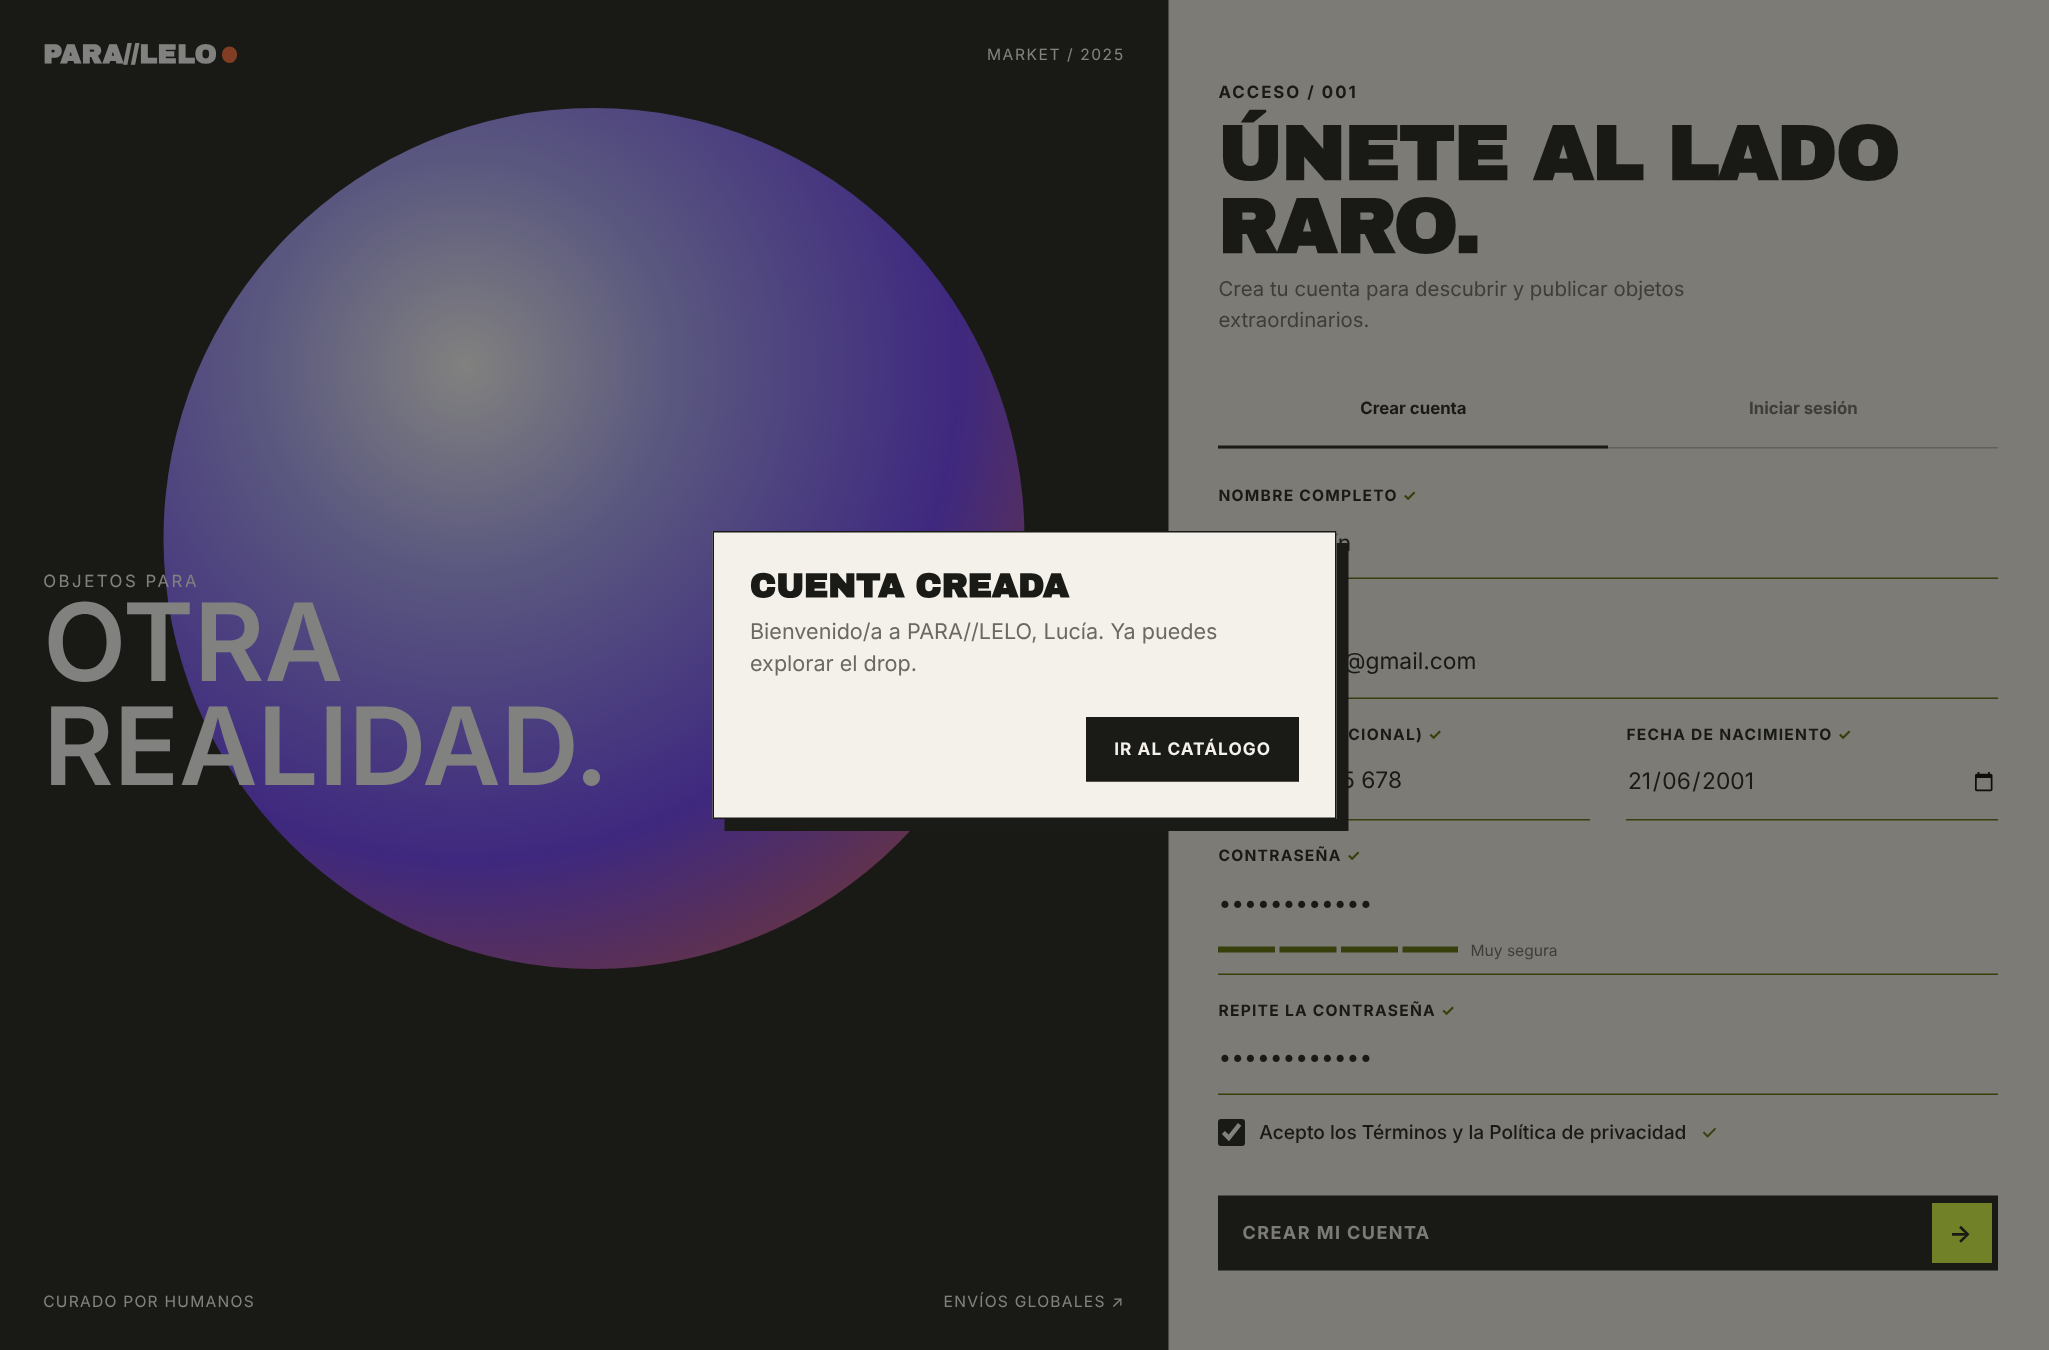 PARA//LELO
MARKET / 2025
OBJETOS PARA
OTRA
REALIDAD.
CURADO POR HUMANOS
ENVÍOS GLOBALES ↗
ACCESO / 001
ÚNETE AL LADO
RARO.
Crea tu cuenta para descubrir y publicar objetos
extraordinarios.
Crear cuenta
Iniciar sesión
NOMBRE COMPLETO ✓
CUENTA CREADA
Bienvenido/a a PARA//LELO, Lucía. Ya puedes
explorar el drop.
IR AL CATÁLOGO
@gmail.com
FECHA DE NACIMIENTO ✓
678
21/06/2001
CONTRASEÑA ✓
••••••••••••
Muy segura
REPITE LA CONTRASEÑA ✓
••••••••••••
Acepto los Términos y la Política de privacidad ✓
CREAR MI CUENTA →